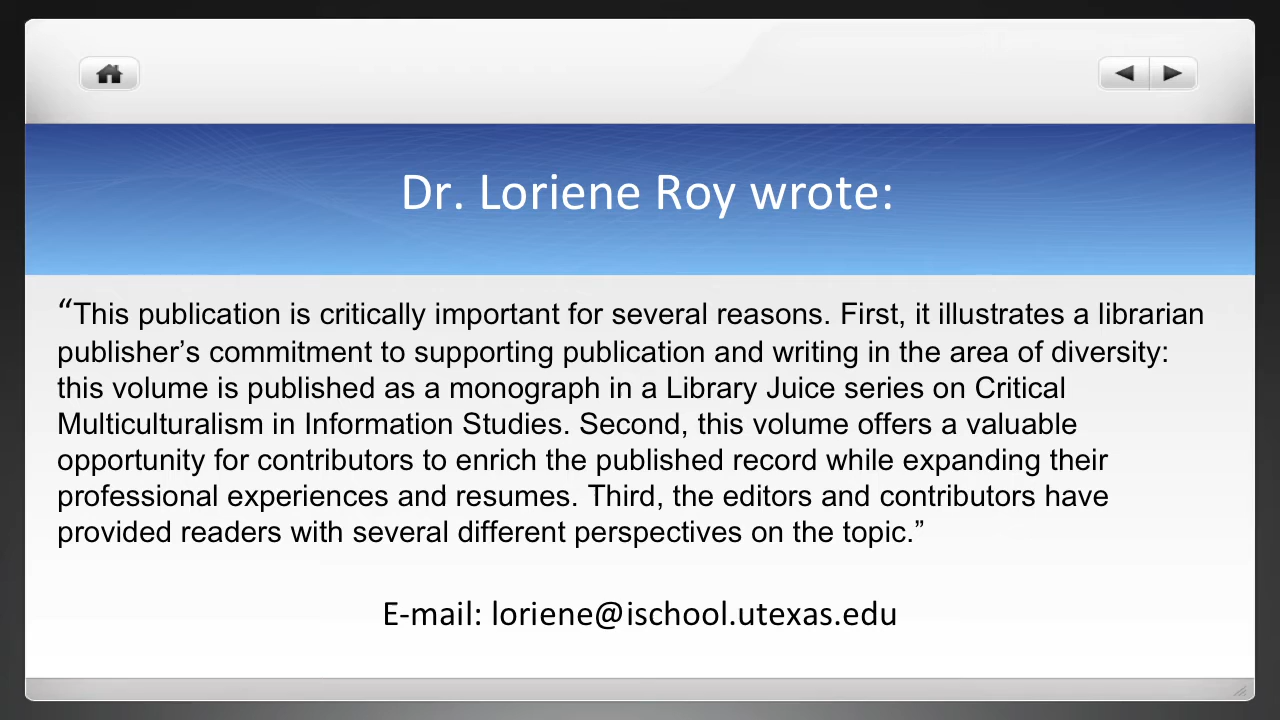 Dr. Loriene Roy wrote:
“This publication is critically important for several reasons. First, it illustrates a librarian
publisher’s commitment to supporting publication and writing in the area of diversity:
this volume is published as a monograph in a Library Juice series on Critical
Multiculturalism in Information Studies. Second, this volume offers a valuable
opportunity for contributors to enrich the published record while expanding their
professional experiences and resumes. Third, the editors and contributors have
provided readers with several different perspectives on the topic.”
E-mail: loriene@ischool.utexas.edu